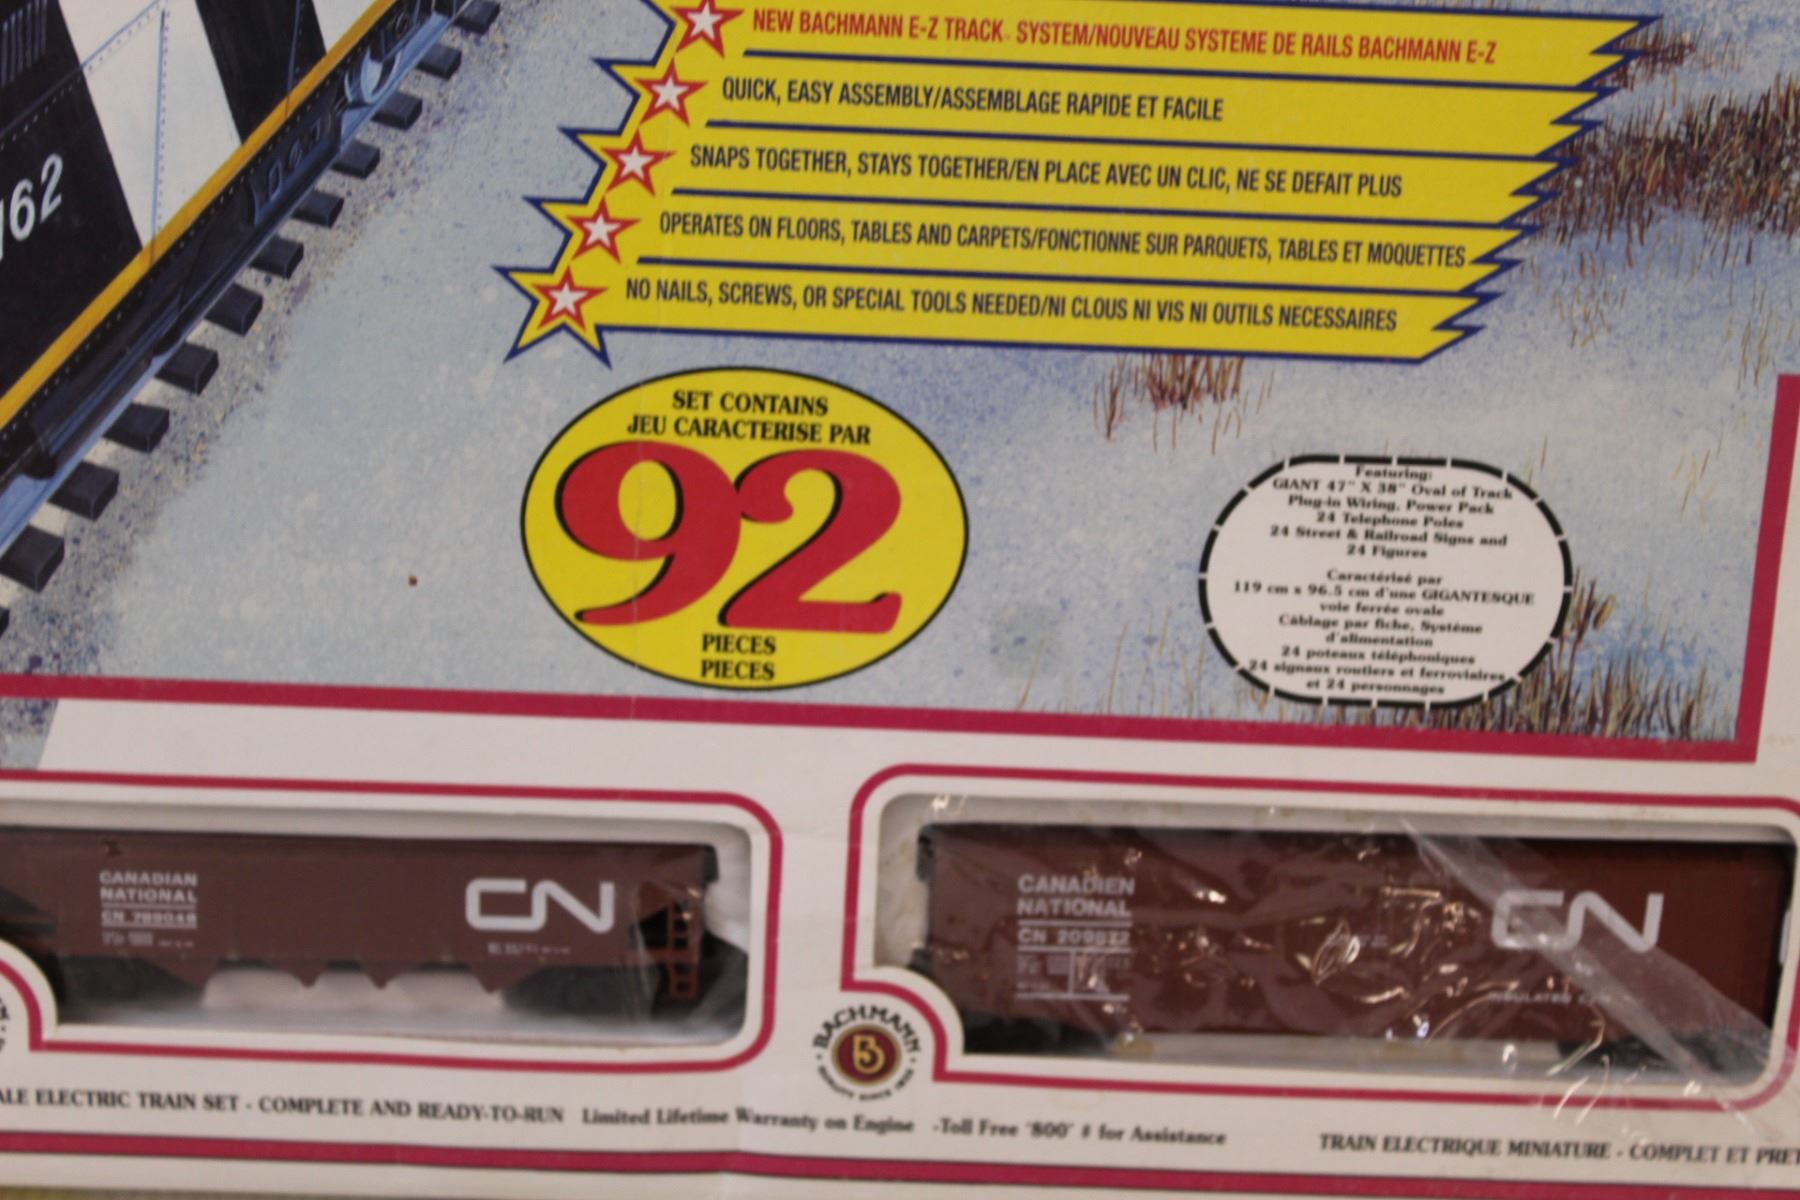 NEW BACHMANN E-Z TRACK SYSTEM/NOUVEAU SYSTEME DE RAILS BACHMANN E-Z
QUICK, EASY ASSEMBLY/ASSEMBLAGE RAPIDE ET FACILE
SNAPS TOGETHER, STAYS TOGETHER/EN PLACE AVEC UN CLIC, NE SE DEFAIT PLUS
OPERATES ON FLOORS, TABLES AND CARPETS/FONCTIONNE SUR PARQUETS, TABLES ET MOQUETTES
NO NAILS, SCREWS, OR SPECIAL TOOLS NEEDED/NI CLOUS NI VIS NI OUTILS NECESSAIRES
162
SET CONTAINS
JEU CARACTERISE PAR
92
PIECES
PIECES
Featuring:
GIANT 47" X 38" Oval of Track
Plug-in Wiring, Power Pack
24 Telephone Poles
24 Street & Railroad Signs and
24 Figures
Caractérisé par
119 cm x 96.5 cm d'une GIGANTESQUE
voie ferrée ovale
Câblage par fiche, Système
d'alimentation
24 poteaux téléphoniques
24 signaux routiers et ferroviaires
et 24 personnages
CANADIAN
NATIONAL
CN
CN
CANADIEN
NATIONAL
CN
CN
INSULATED
BACHMANN
B
QUALITY SINCE
ALE ELECTRIC TRAIN SET - COMPLETE AND READY-TO-RUN Limited Lifetime Warranty on Engine -Toll Free "800" # for Assistance
TRAIN ELECTRIQUE MINIATURE - COMPLET ET PRET